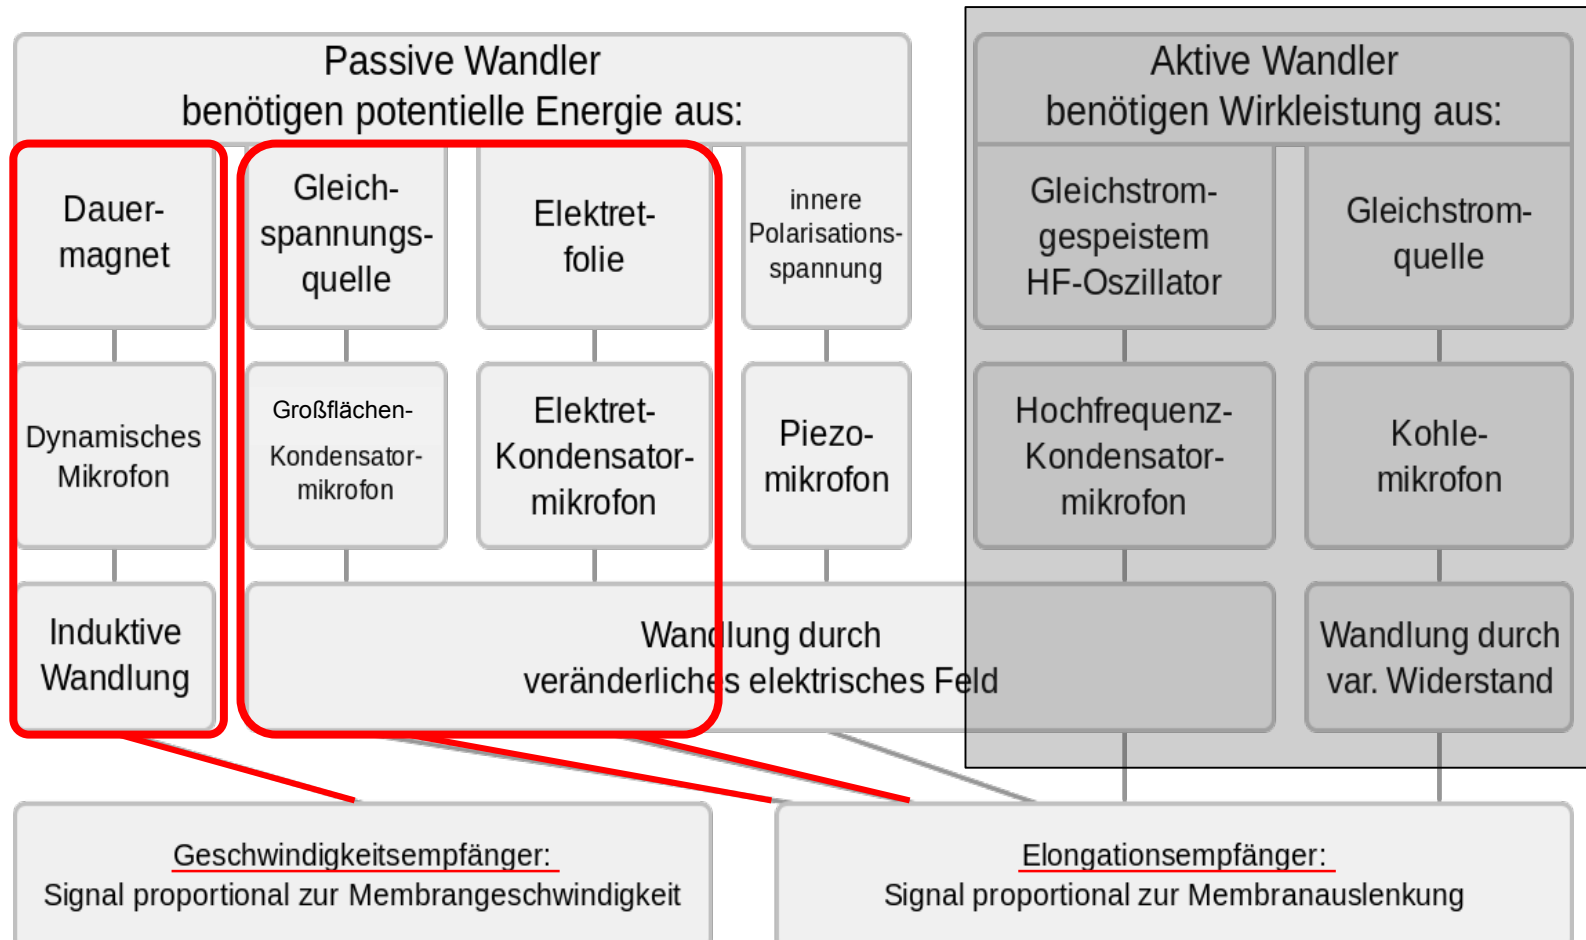 Passive Wandler
benötigen potentielle Energie aus:
Aktive Wandler
benötigen Wirkleistung aus:
Dauer-
magnet
Gleich-
spannungs-
quelle
Elektret-
folie
innere
Polarisations-
spannung
Gleichstrom-
gespeistem
HF-Oszillator
Gleichstrom-
quelle
Dynamisches
Mikrofon
Großflächen-
Kondensator-
mikrofon
Elektret-
Kondensator-
mikrofon
Piezo-
mikrofon
Hochfrequenz-
Kondensator-
mikrofon
Kohle-
mikrofon
Induktive
Wandlung
Wandlung durch
veränderliches elektrisches Feld
Wandlung durch
var. Widerstand
Geschwindigkeitsempfänger:
Signal proportional zur Membrangeschwindigkeit
Elongationsempfänger:
Signal proportional zur Membranauslenkung